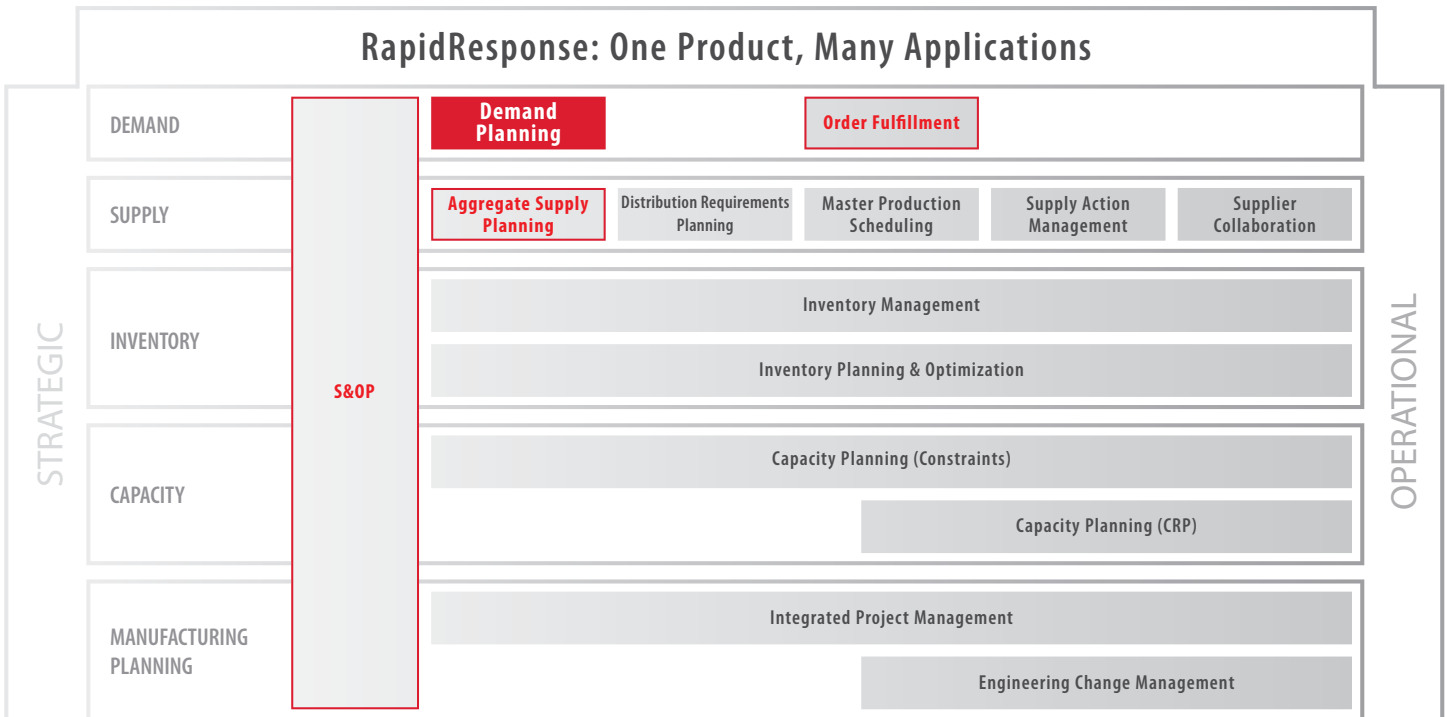 RapidResponse: One Product, Many Applications
STRATEGIC
OPERATIONAL
S&OP
DEMAND
Demand
Planning
Order Fulfillment
SUPPLY
Aggregate Supply
Planning
Distribution Requirements
Planning
Master Production
Scheduling
Supply Action
Management
Supplier
Collaboration
INVENTORY
Inventory Management
Inventory Planning & Optimization
CAPACITY
Capacity Planning (Constraints)
Capacity Planning (CRP)
MANUFACTURING
PLANNING
Integrated Project Management
Engineering Change Management